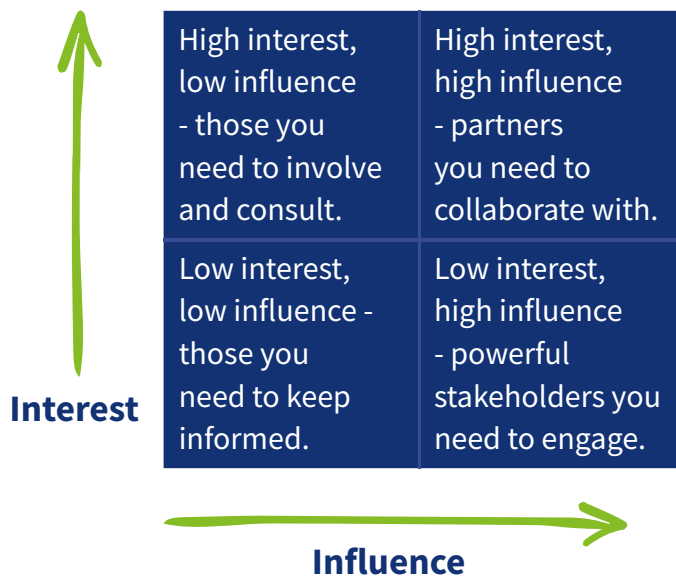 High interest,
low influence
- those you
need to involve
and consult.
High interest,
high influence
- partners
you need to
collaborate with.
Low interest,
low influence -
those you
need to keep
informed.
Low interest,
high influence
- powerful
stakeholders you
need to engage.
Interest
Influence